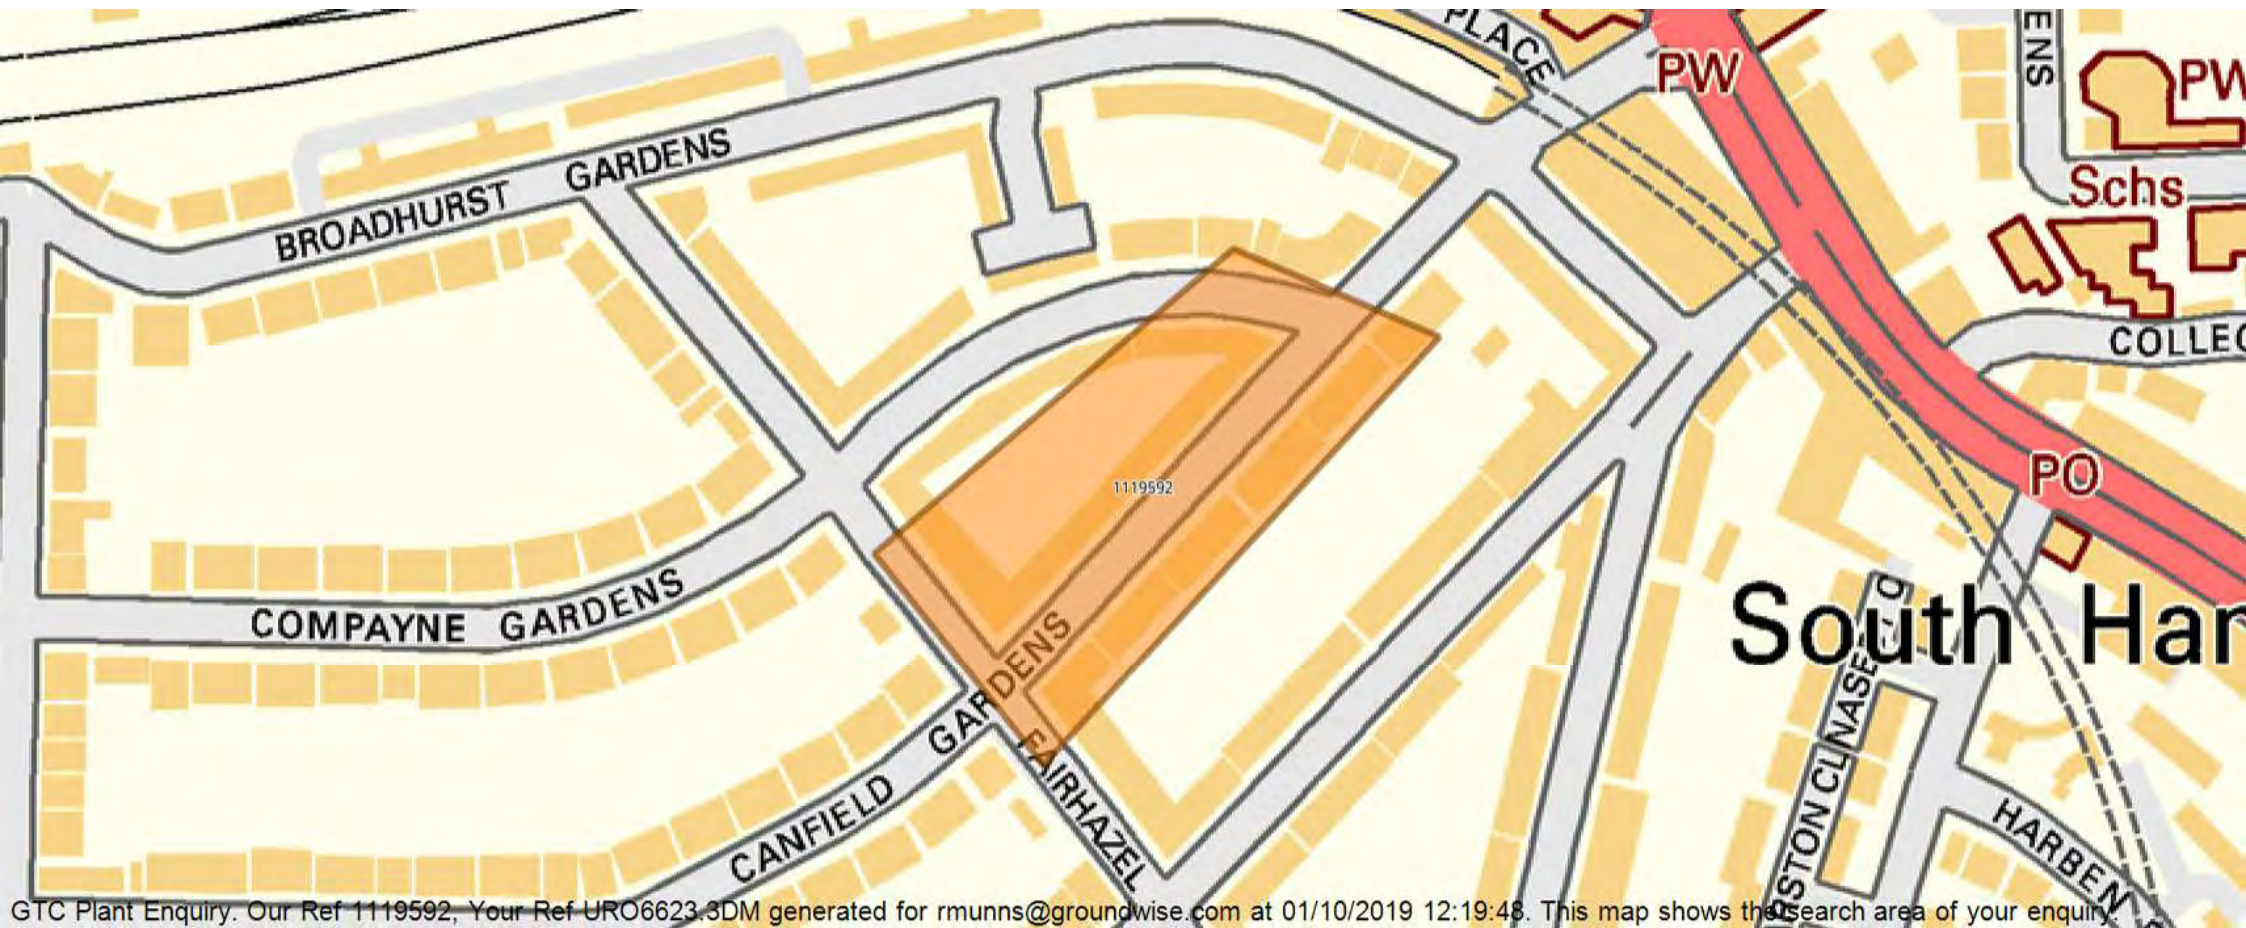 PLACE
PW
ENS
PW
Schs
BROADHURST GARDENS
COLLEG
1119592
PO
COMPAYNE GARDENS
South Ham
CANFIELD GARDENS
FAIRHAZEL
HARBEN
GTC Plant Enquiry. Our Ref 1119592, Your Ref URO6623.3DM generated for rmunns@groundwise.com at 01/10/2019 12:19:48. This map shows the search area of your enquiry.